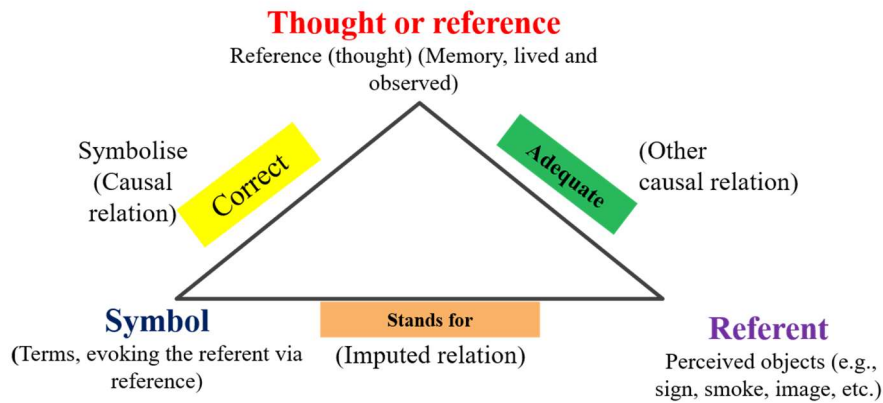 Thought or reference
Reference (thought) (Memory, lived and
observed)
Symbolise
(Causal
relation)
Correct
Adequate
(Other
causal relation)
Symbol
(Terms, evoking the referent via
reference)
Stands for
(Imputed relation)
Referent
Perceived objects (e.g.,
sign, smoke, image, etc.)